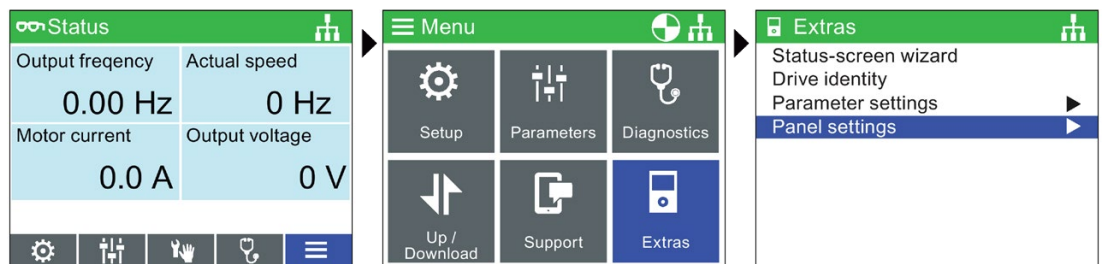 Status
Output freqency
Actual speed
0.00 Hz
0 Hz
Motor current
Output voltage
0.0 A
0 V
Menu
Setup
Parameters
Diagnostics
Up /
Download
Support
Extras
Extras
Status-screen wizard
Drive identity
Parameter settings
Panel settings